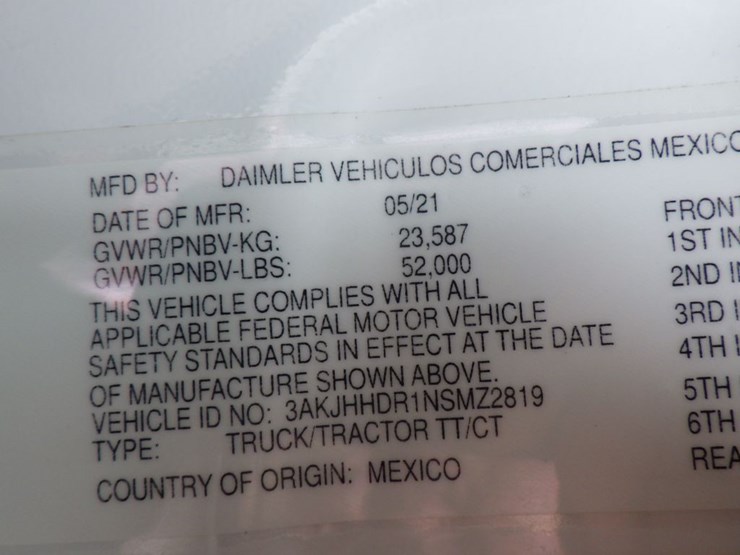 MFD BY: DAIMLER VEHICULOS COMERCIALES MEXICO
DATE OF MFR: 05/21
GVWR/PNBV-KG: 23,587 FRONT
GVWR/PNBV-LBS: 52,000 1ST IN
THIS VEHICLE COMPLIES WITH ALL 2ND
APPLICABLE FEDERAL MOTOR VEHICLE 3RD
SAFETY STANDARDS IN EFFECT AT THE DATE 4TH
OF MANUFACTURE SHOWN ABOVE. 5TH
VEHICLE ID NO: 3AKJHHDR1NSMZ2819 6TH
TYPE: TRUCK/TRACTOR TT/CT REA
COUNTRY OF ORIGIN: MEXICO